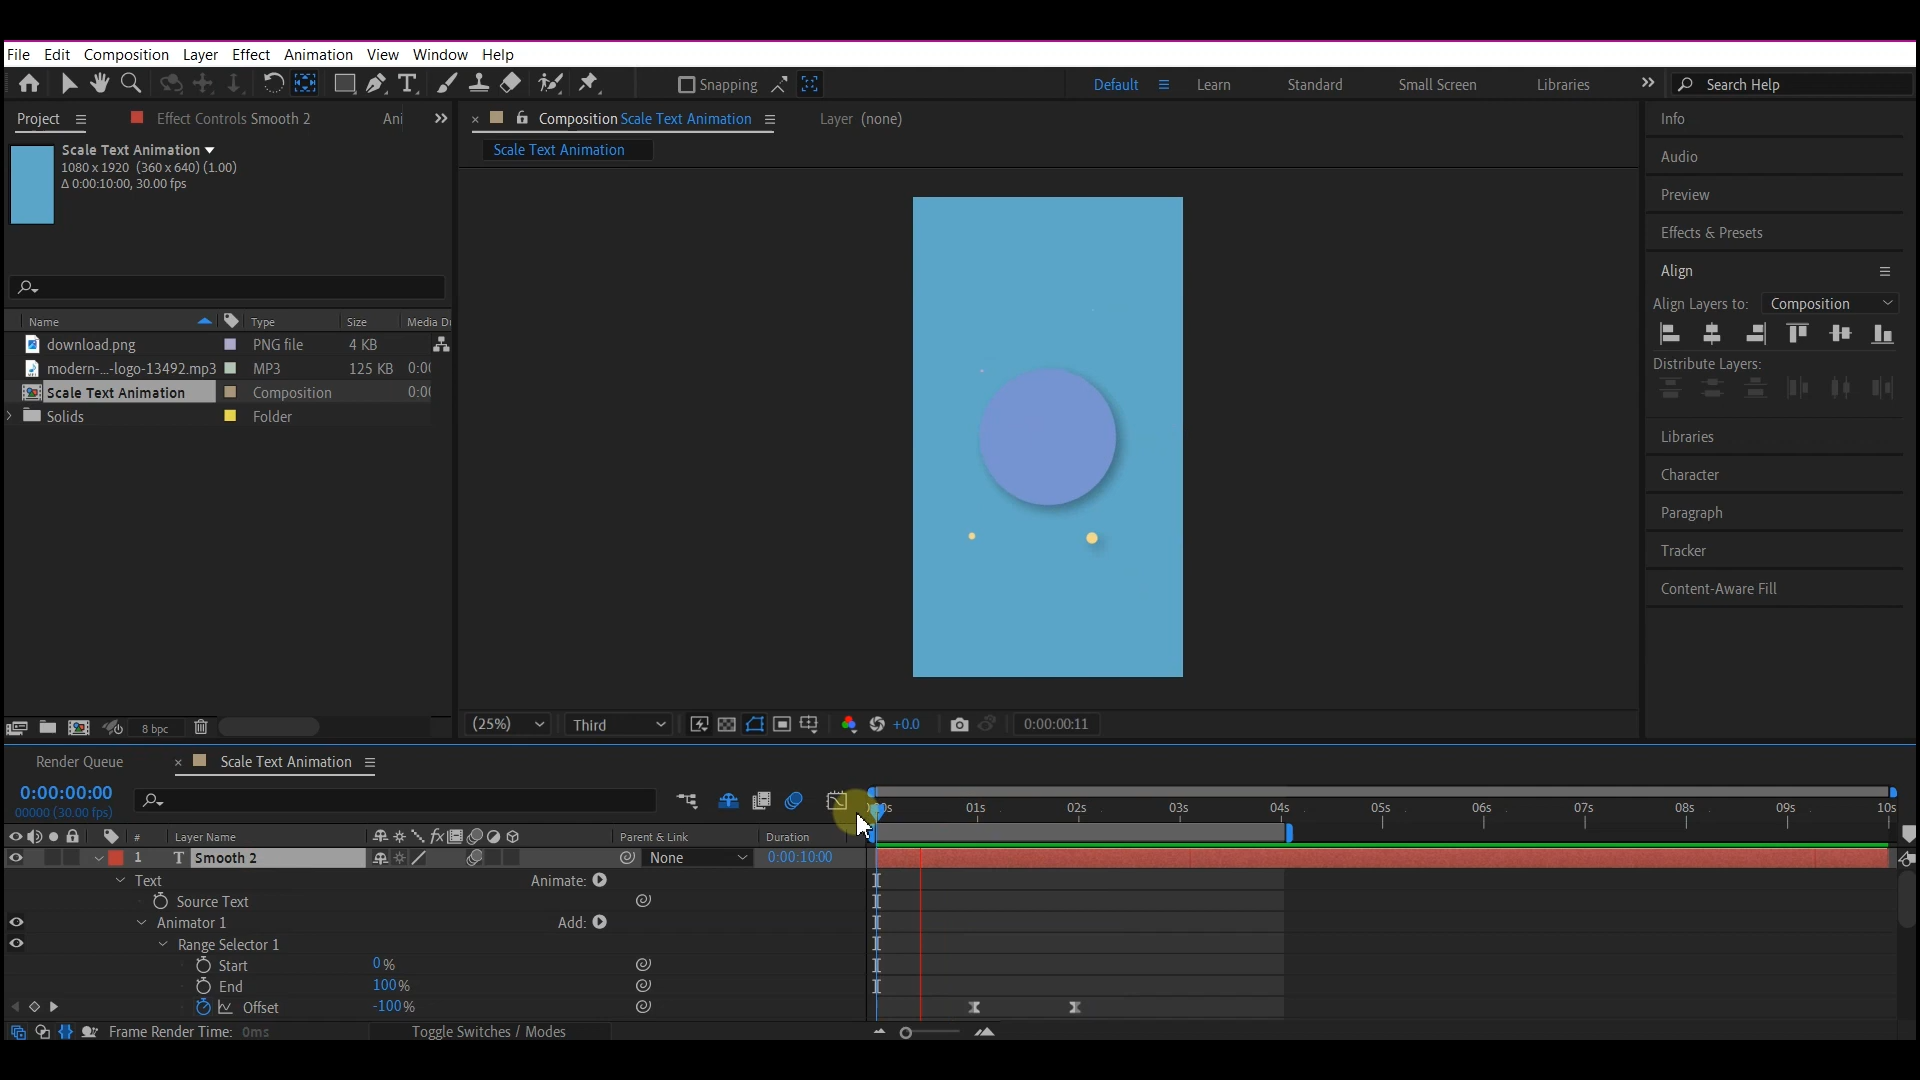 File Edit Composition Layer Effect Animation View Window Help
Snapping Default Learn Standard Small Screen Libraries Search Help
Project Effect Controls Smooth 2 Ani Composition Scale Text Animation Layer (none) Info
Scale Text Animation
1080 x 1920 (360 x 640) (1.00)
Δ 0:00:10:00, 30.00 fps
Scale Text Animation
Audio
Preview
Effects & Presets
Align
Align Layers to: Composition
Distribute Layers:
Libraries
Character
Paragraph
Tracker
Content-Aware Fill
Name Type Size Media D
download.png PNG file 4 KB
modern-...-logo-13492.mp3 MP3 125 KB 0:0
Scale Text Animation Composition 0:0
Solids Folder
8 bpc (25%) Third +0.0 0:00:00:11
Render Queue Scale Text Animation
0:00:00:00
00000 (30.00 fps)
0s 01s 02s 03s 04s 05s 06s 07s 08s 09s 10s
# Layer Name fx Parent & Link Duration
1 T Smooth 2 None 0:00:10:00
Text Animate:
Source Text
Animator 1 Add:
Range Selector 1
Start 0%
End 100%
Offset -100%
Frame Render Time: 0ms Toggle Switches / Modes